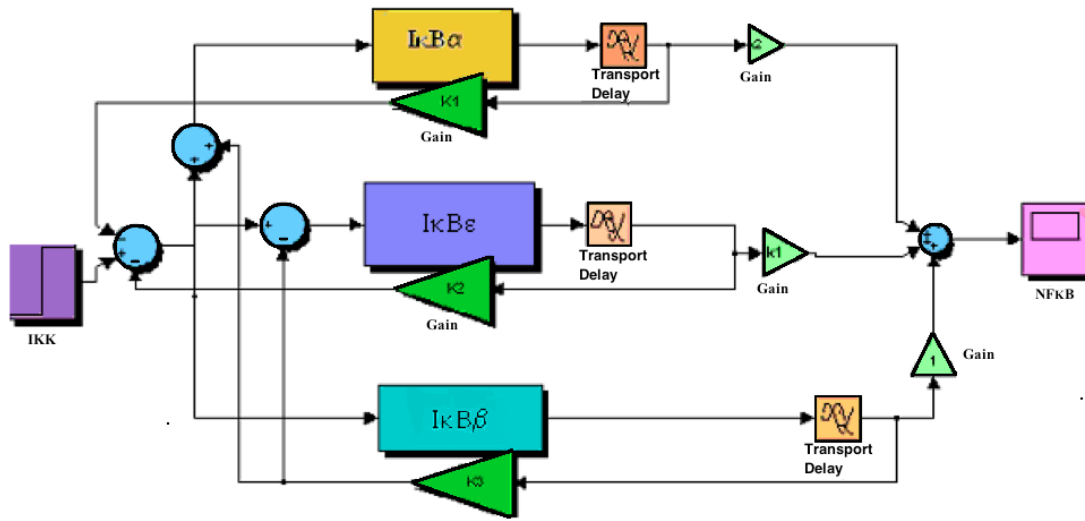 IκBα
Transport
Delay
Gain
K1
Gain
IκBε
Transport
Delay
k1
Gain
K2
Gain
IKK
NFκB
1
Gain
IκBβ
Transport
Delay
K3